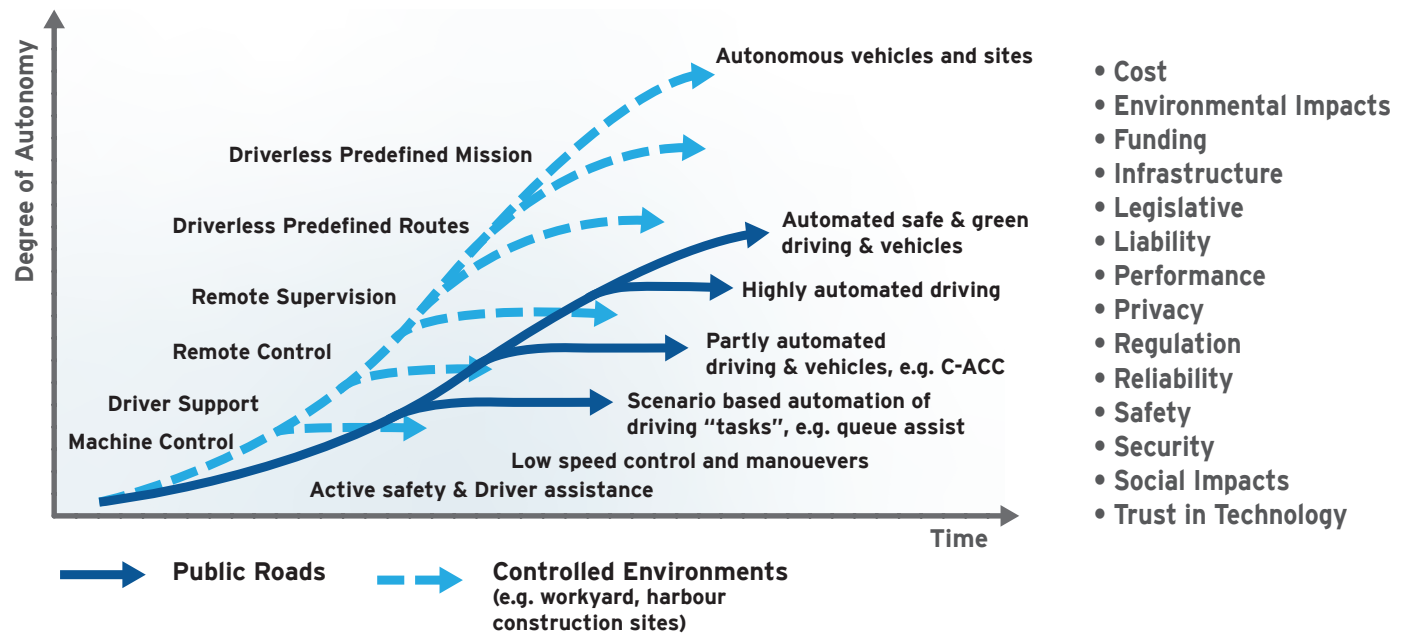 Degree of Autonomy
Autonomous vehicles and sites
Driverless Predefined Mission
Driverless Predefined Routes
Remote Supervision
Remote Control
Driver Support
Machine Control
Automated safe & green
driving & vehicles
Highly automated driving
Partly automated
driving & vehicles, e.g. C-ACC
Scenario based automation of
driving “tasks”, e.g. queue assist
Low speed control and manouevers
Active safety & Driver assistance
Time
Public Roads
Controlled Environments
(e.g. workyard, harbour
construction sites)
• Cost
• Environmental Impacts
• Funding
• Infrastructure
• Legislative
• Liability
• Performance
• Privacy
• Regulation
• Reliability
• Safety
• Security
• Social Impacts
• Trust in Technology